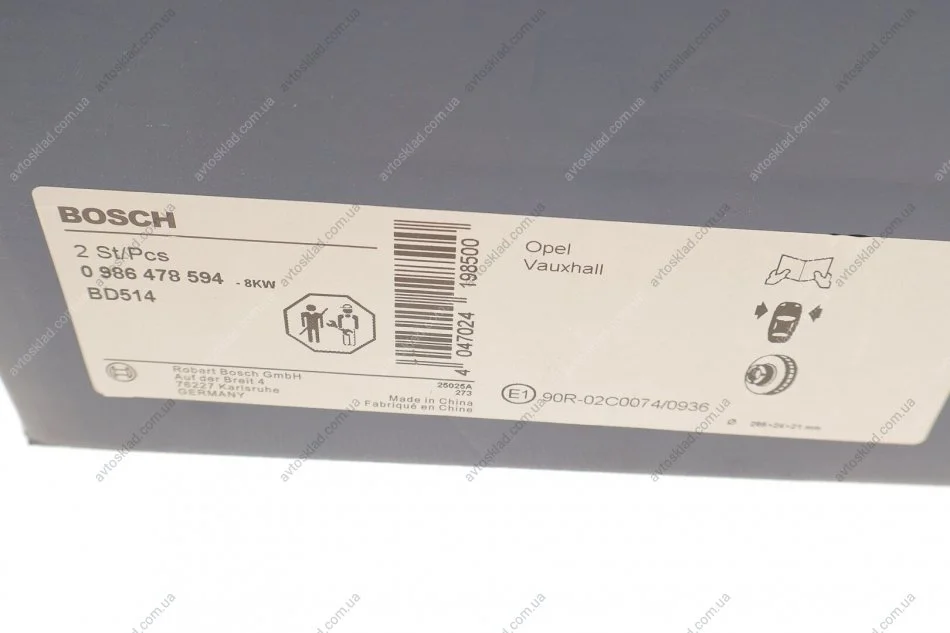 BOSCH
2 St/Pcs
0 986 478 594 - 8KW
BD514
4 047024 198500
Opel
Vauxhall
Robert Bosch GmbH
Auf der Breit 4
76227 Karlsruhe
GERMANY
25025A
273
Made in China
Fabriqué en Chine
E1 90R-02C0074/0936
avtosklad.com.ua